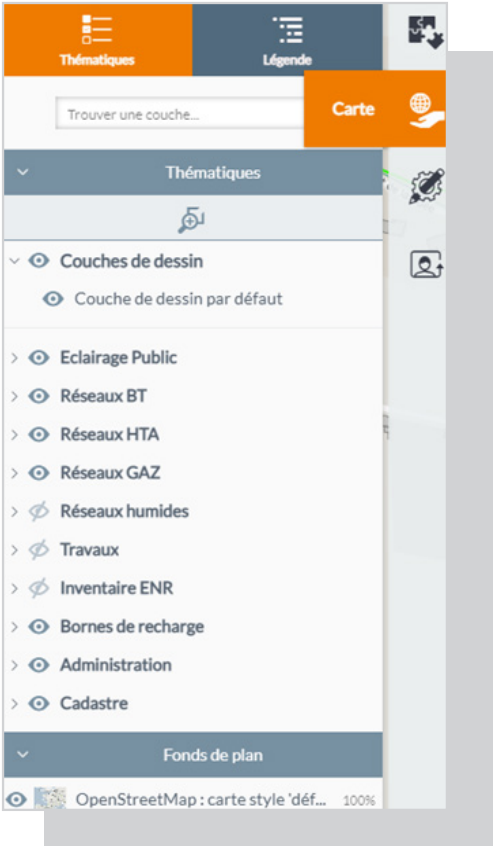 Thématiques
Légende
Trouver une couche...
Carte
Thématiques
Couches de dessin
Couche de dessin par défaut
Eclairage Public
Réseaux BT
Réseaux HTA
Réseaux GAZ
Réseaux humides
Travaux
Inventaire ENR
Bornes de recharge
Administration
Cadastre
Fonds de plan
OpenStreetMap : carte style 'déf... 100%